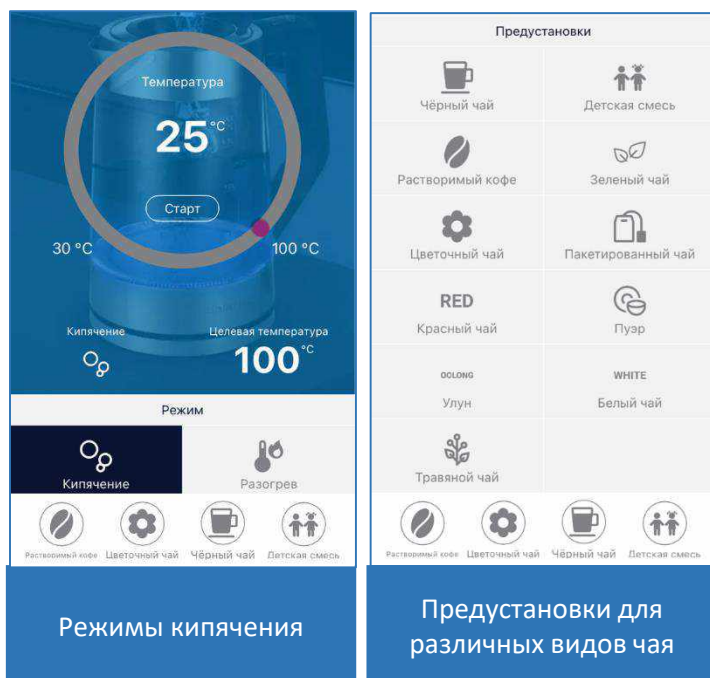 Температура
25 °C
Старт
30 °C
100 °C
Кипячение
Целевая температура
100 °C
Режим
Кипячение
Разогрев
Растворимый кофе
Цветочный чай
Чёрный чай
Детская смесь
Режимы кипячения
Предустановки
Чёрный чай
Детская смесь
Растворимый кофе
Зеленый чай
Цветочный чай
Пакетированный чай
RED
Красный чай
Пуэр
OOLONG
Улун
WHITE
Белый чай
Травяной чай
Растворимый кофе
Цветочный чай
Чёрный чай
Детская смесь
Предустановки для
различных видов чая